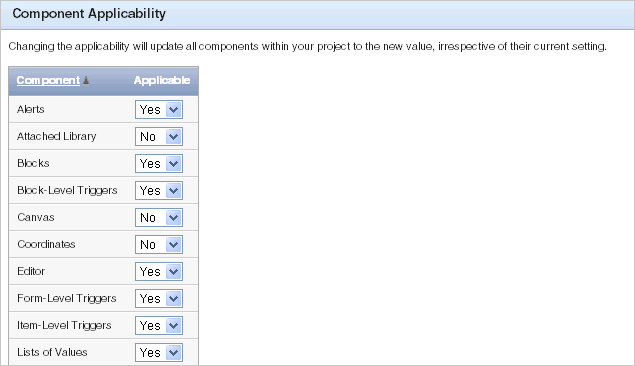 Component Applicability
Changing the applicability will update all components within your project to the new value, irrespective of their current setting.
Component Applicable
Alerts Yes
Attached Library No
Blocks Yes
Block-Level Triggers Yes
Canvas No
Coordinates No
Editor Yes
Form-Level Triggers Yes
Item-Level Triggers Yes
Lists of Values Yes